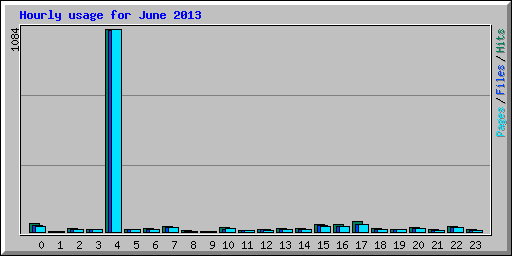 Hourly usage for June 2013
1084
Pages/Files/Hits
0 1 2 3 4 5 6 7 8 9 10 11 12 13 14 15 16 17 18 19 20 21 22 23